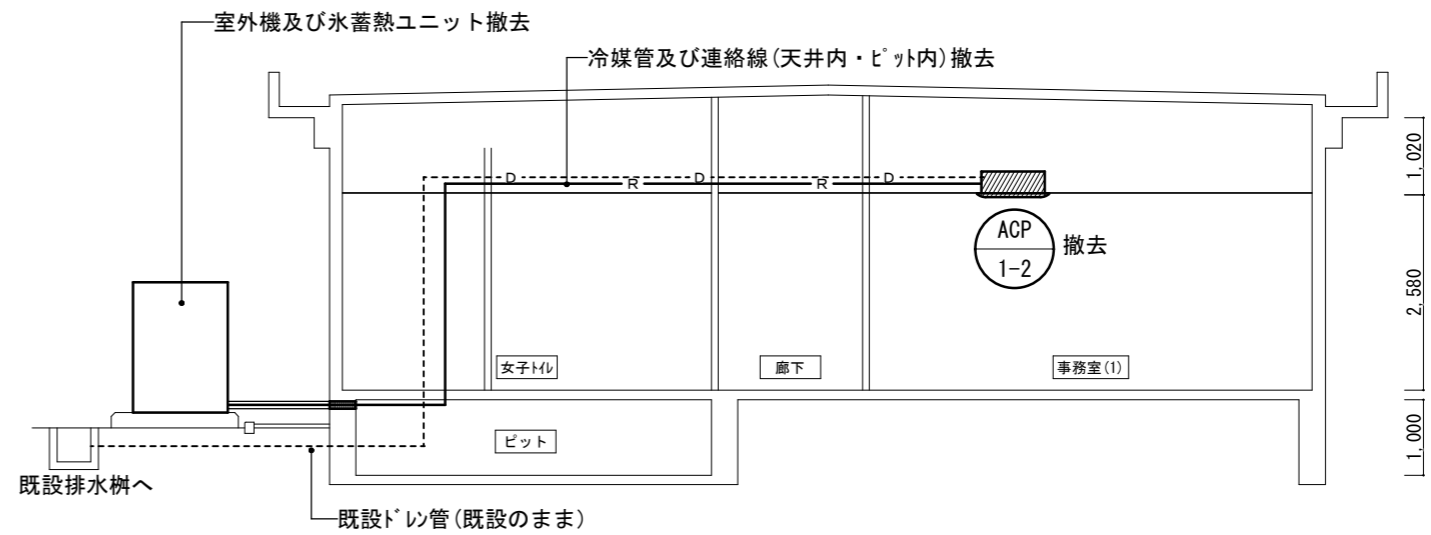 室外機及び氷蓄熱ユニット撤去
冷媒管及び連絡線(天井内・ﾋﾟｯﾄ内)撤去
1,020
D
R
D
R
D
ACP
1-2
撤去
2,580
女子ﾄｲﾚ
廊下
事務室(1)
ピット
1,000
既設排水桝へ
既設ﾄﾞﾚﾝ管(既設のまま)